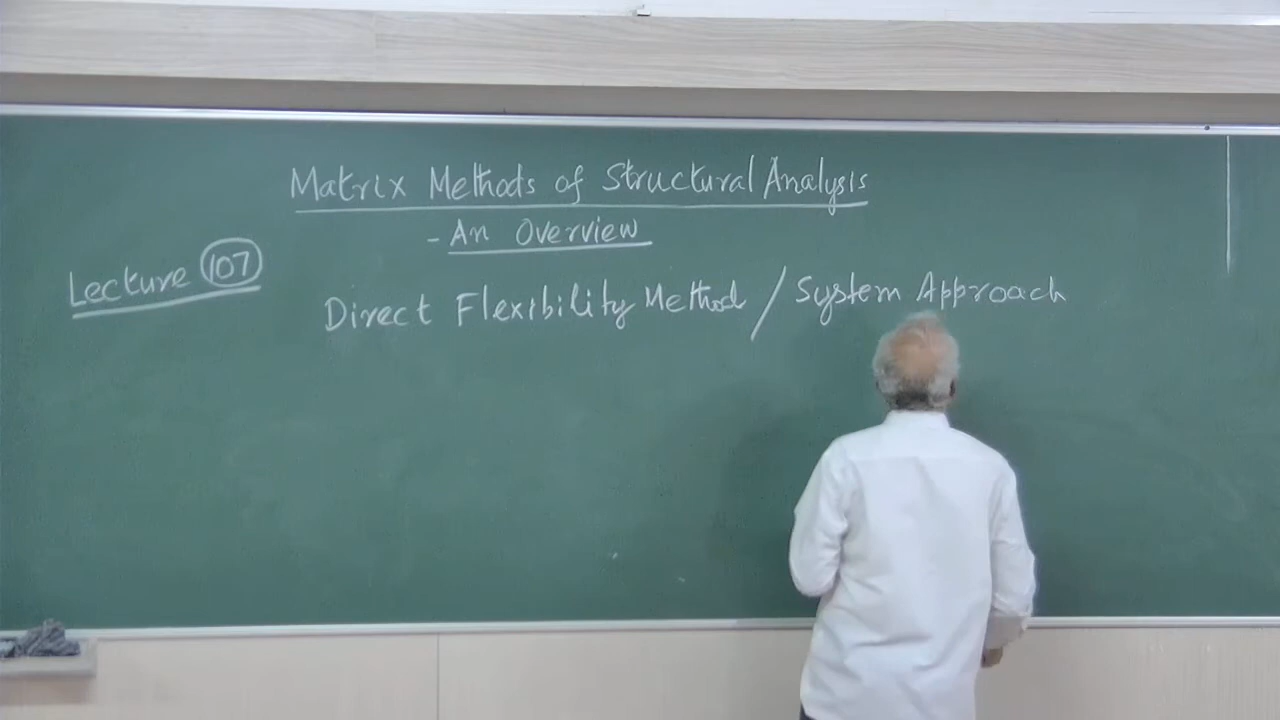 Matrix Methods of Structural Analysis
- An Overview
Lecture 107
Direct Flexibility Method / System Approach